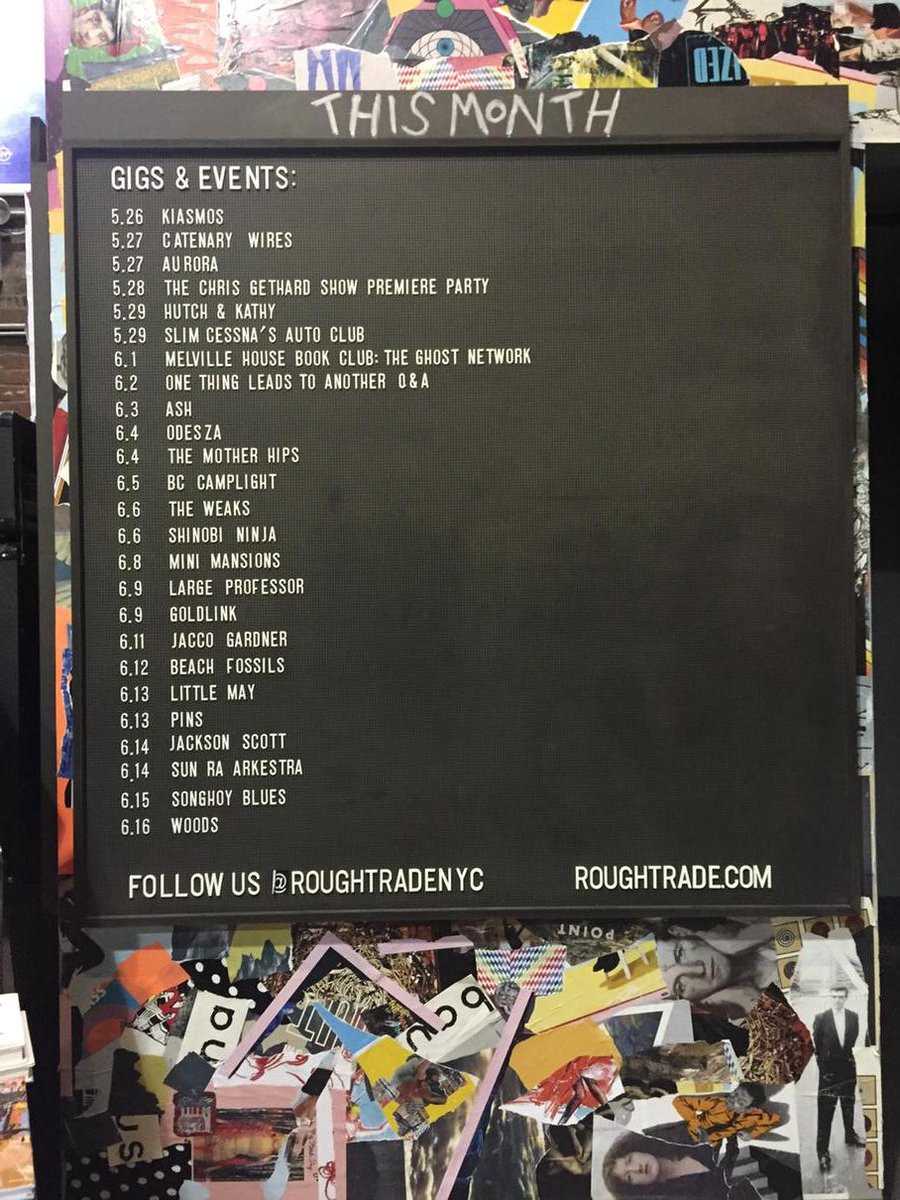 THIS MONTH
GIGS & EVENTS:
5.26 KIASMOS
5.27 CATENARY WIRES
5.27 AURORA
5.28 THE CHRIS GETHARD SHOW PREMIERE PARTY
5.29 HUTCH & KATHY
5.29 SLIM CESSNA'S AUTO CLUB
6.1 MELVILLE HOUSE BOOK CLUB: THE GHOST NETWORK
6.2 ONE THING LEADS TO ANOTHER Q&A
6.3 ASH
6.4 ODESZA
6.4 THE MOTHER HIPS
6.5 BC CAMPLIGHT
6.6 THE WEAKS
6.6 SHINOBI NINJA
6.8 MINI MANSIONS
6.9 LARGE PROFESSOR
6.9 GOLDLINK
6.11 JACCO GARDNER
6.12 BEACH FOSSILS
6.13 LITTLE MAY
6.13 PINS
6.14 JACKSON SCOTT
6.14 SUN RA ARKESTRA
6.15 SONGHOY BLUES
6.16 WOODS
FOLLOW US @ROUGHTRADENYC ROUGHTRADE.COM
POINT